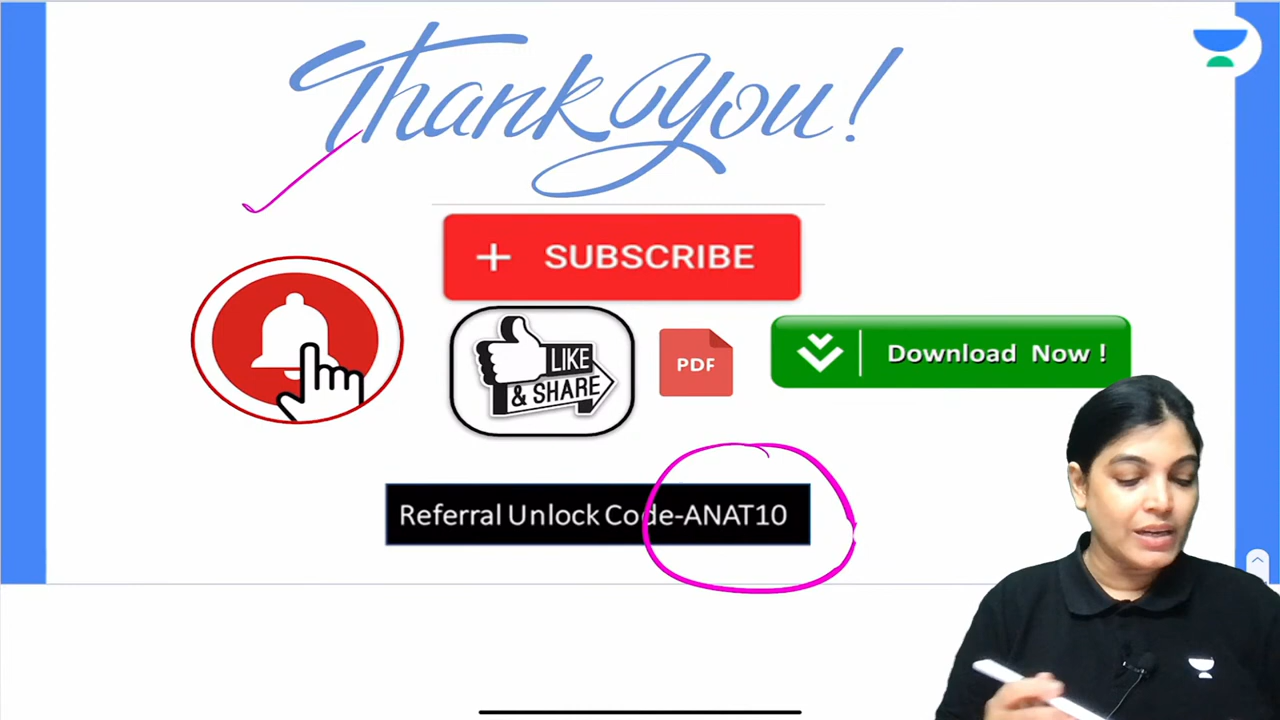 Thank You!
+ SUBSCRIBE
LIKE
& SHARE
PDF
Download Now !
Referral Unlock Code-ANAT10